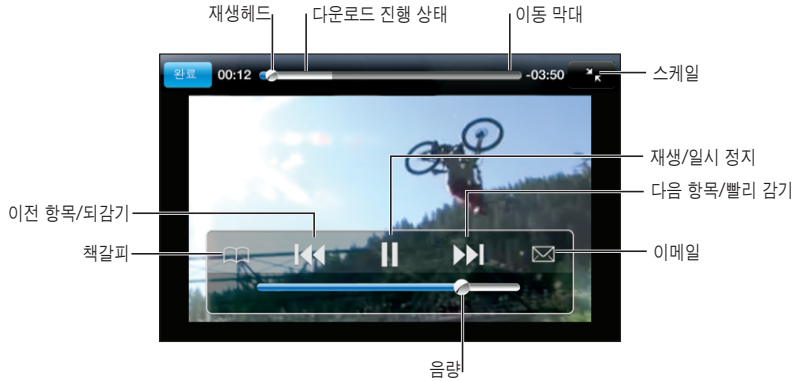 재생헤드
다운로드 진행 상태
이동 막대
완료
00:12
-03:50
스케일
재생/일시 정지
다음 항목/빨리 감기
이전 항목/되감기
책갈피
이메일
음량